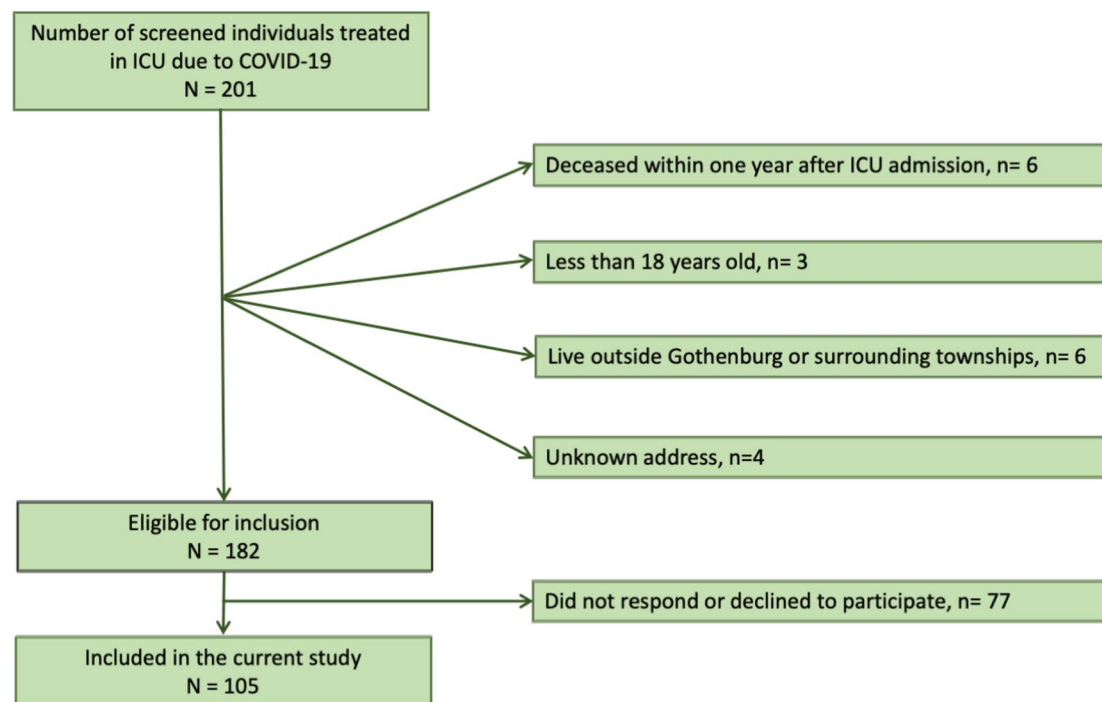 Number of screened individuals treated
in ICU due to COVID-19
N = 201
Deceased within one year after ICU admission, n= 6
Less than 18 years old, n= 3
Live outside Gothenburg or surrounding townships, n= 6
Unknown address, n=4
Eligible for inclusion
N = 182
Did not respond or declined to participate, n= 77
Included in the current study
N = 105